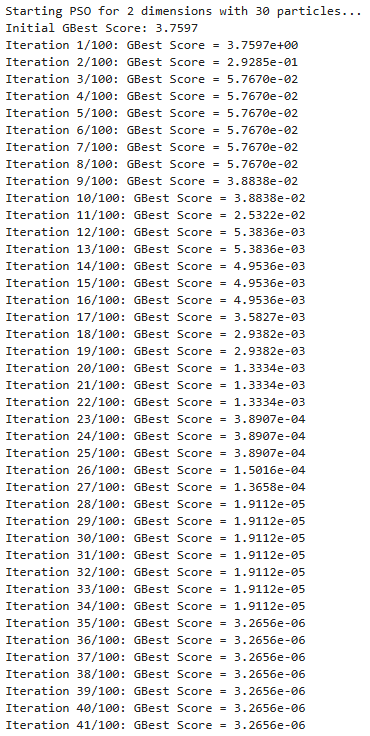 Starting PSO for 2 dimensions with 30 particles...
Initial GBest Score: 3.7597
Iteration 1/100: GBest Score = 3.7597e+00
Iteration 2/100: GBest Score = 2.9285e-01
Iteration 3/100: GBest Score = 5.7670e-02
Iteration 4/100: GBest Score = 5.7670e-02
Iteration 5/100: GBest Score = 5.7670e-02
Iteration 6/100: GBest Score = 5.7670e-02
Iteration 7/100: GBest Score = 5.7670e-02
Iteration 8/100: GBest Score = 5.7670e-02
Iteration 9/100: GBest Score = 3.8838e-02
Iteration 10/100: GBest Score = 3.8838e-02
Iteration 11/100: GBest Score = 2.5322e-02
Iteration 12/100: GBest Score = 5.3836e-03
Iteration 13/100: GBest Score = 5.3836e-03
Iteration 14/100: GBest Score = 4.9536e-03
Iteration 15/100: GBest Score = 4.9536e-03
Iteration 16/100: GBest Score = 4.9536e-03
Iteration 17/100: GBest Score = 3.5827e-03
Iteration 18/100: GBest Score = 2.9382e-03
Iteration 19/100: GBest Score = 2.9382e-03
Iteration 20/100: GBest Score = 1.3334e-03
Iteration 21/100: GBest Score = 1.3334e-03
Iteration 22/100: GBest Score = 1.3334e-03
Iteration 23/100: GBest Score = 3.8907e-04
Iteration 24/100: GBest Score = 3.8907e-04
Iteration 25/100: GBest Score = 3.8907e-04
Iteration 26/100: GBest Score = 1.5016e-04
Iteration 27/100: GBest Score = 1.3658e-04
Iteration 28/100: GBest Score = 1.9112e-05
Iteration 29/100: GBest Score = 1.9112e-05
Iteration 30/100: GBest Score = 1.9112e-05
Iteration 31/100: GBest Score = 1.9112e-05
Iteration 32/100: GBest Score = 1.9112e-05
Iteration 33/100: GBest Score = 1.9112e-05
Iteration 34/100: GBest Score = 1.9112e-05
Iteration 35/100: GBest Score = 3.2656e-06
Iteration 36/100: GBest Score = 3.2656e-06
Iteration 37/100: GBest Score = 3.2656e-06
Iteration 38/100: GBest Score = 3.2656e-06
Iteration 39/100: GBest Score = 3.2656e-06
Iteration 40/100: GBest Score = 3.2656e-06
Iteration 41/100: GBest Score = 3.2656e-06